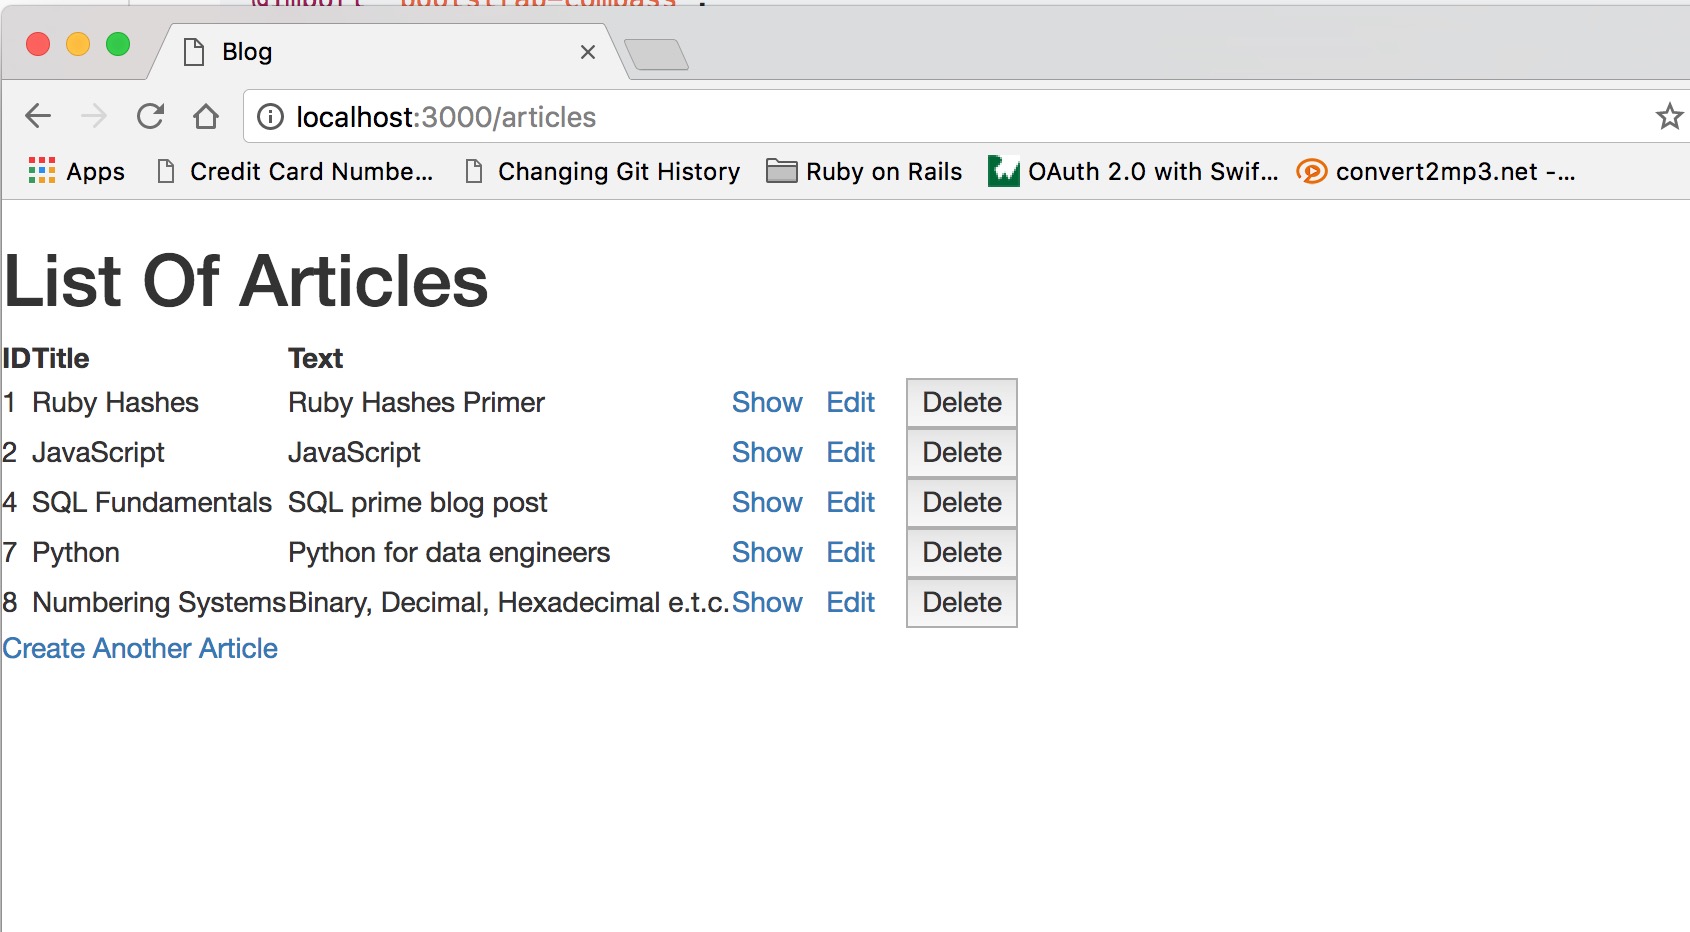 @import "bootstrap-compass";
Blog
localhost:3000/articles
Apps Credit Card Numbe... Changing Git History Ruby on Rails OAuth 2.0 with Swif... convert2mp3.net -...
List Of Articles
ID Title Text
1 Ruby Hashes Ruby Hashes Primer Show Edit Delete
2 JavaScript JavaScript Show Edit Delete
4 SQL Fundamentals SQL prime blog post Show Edit Delete
7 Python Python for data engineers Show Edit Delete
8 Numbering Systems Binary, Decimal, Hexadecimal e.t.c. Show Edit Delete
Create Another Article